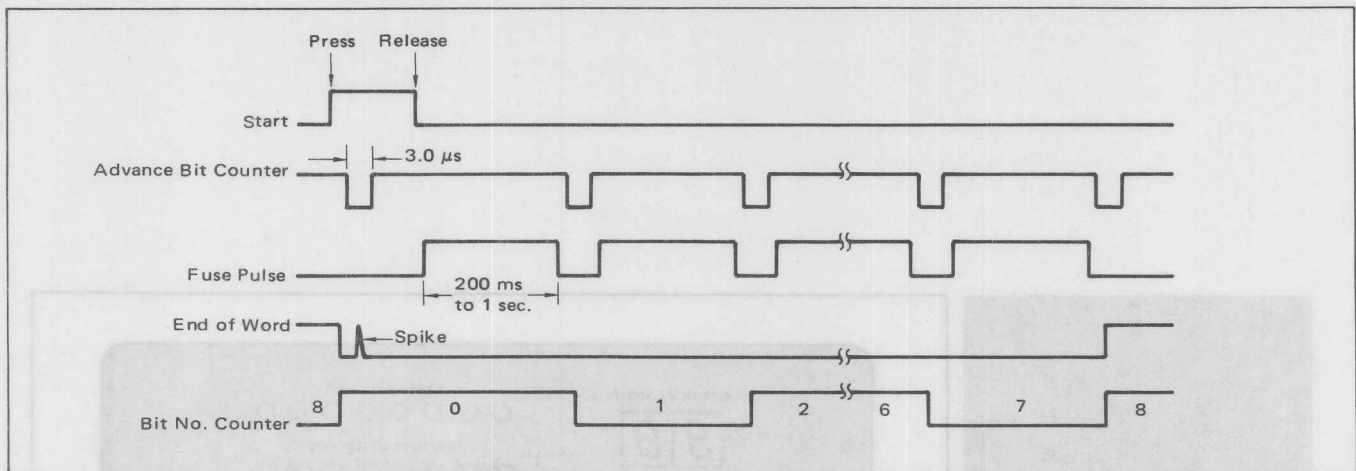 Press Release
Start
3.0 μs
Advance Bit Counter
Fuse Pulse
200 ms
to 1 sec.
End of Word
Spike
8 0 1 2 6 7 8
Bit No. Counter